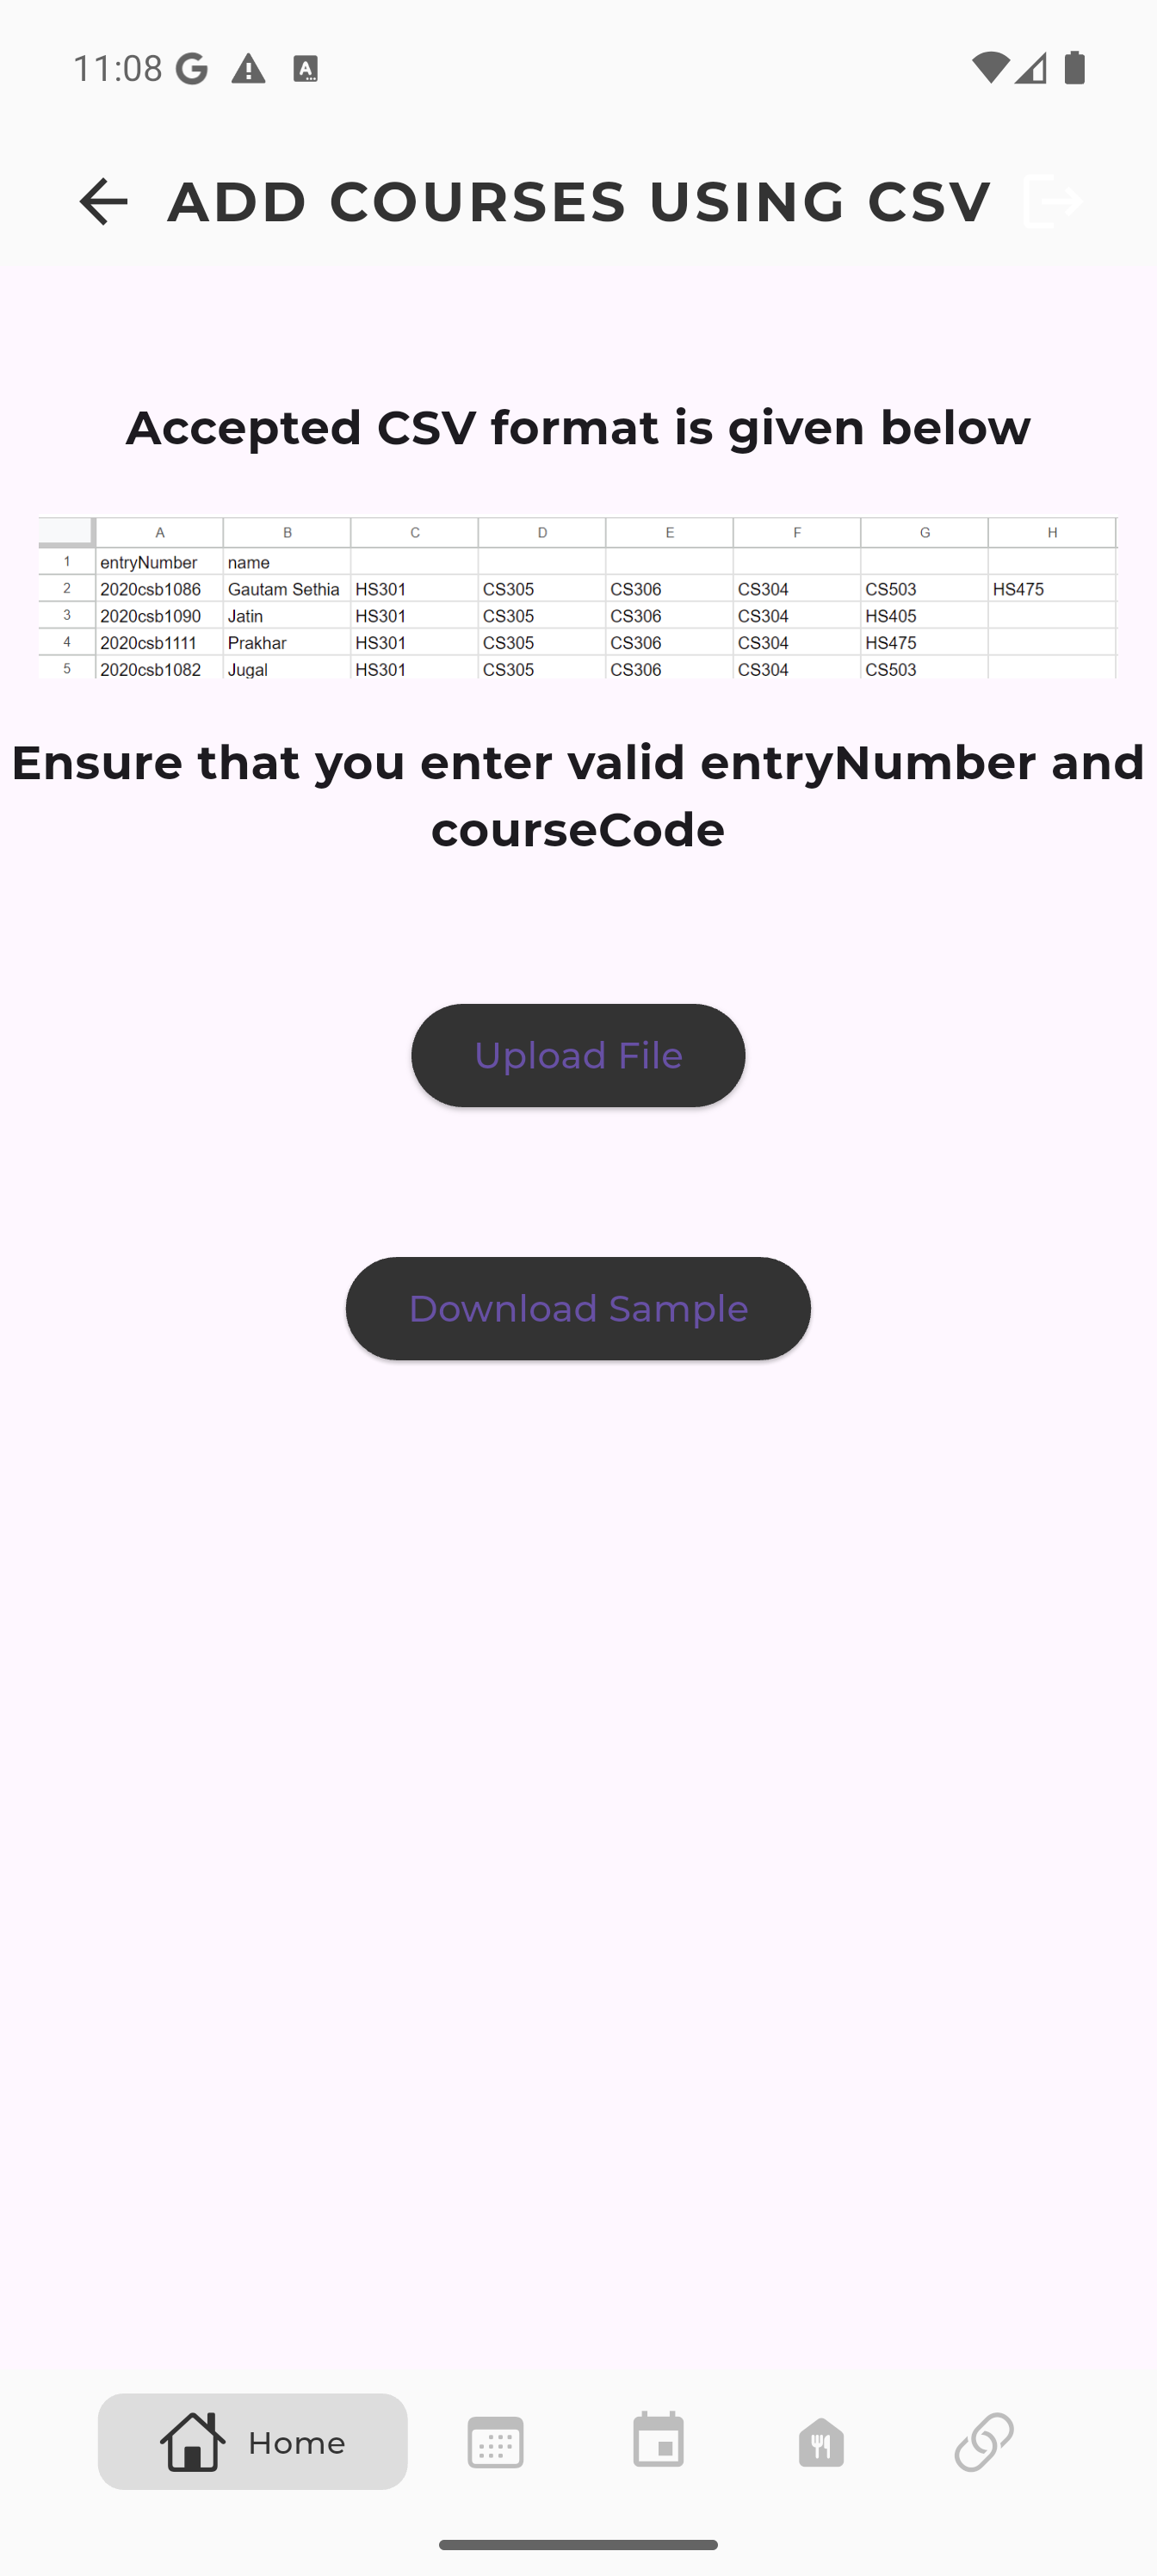 11:08
ADD COURSES USING CSV
Accepted CSV format is given below
A B C D E F G H
1 entryNumber name
2 2020csb1086 Gautam Sethia HS301 CS305 CS306 CS304 CS503 HS475
3 2020csb1090 Jatin HS301 CS305 CS306 CS304 HS405
4 2020csb1111 Prakhar HS301 CS305 CS306 CS304 HS475
5 2020csb1082 Jugal HS301 CS305 CS306 CS304 CS503
Ensure that you enter valid entryNumber and
courseCode
Upload File
Download Sample
Home